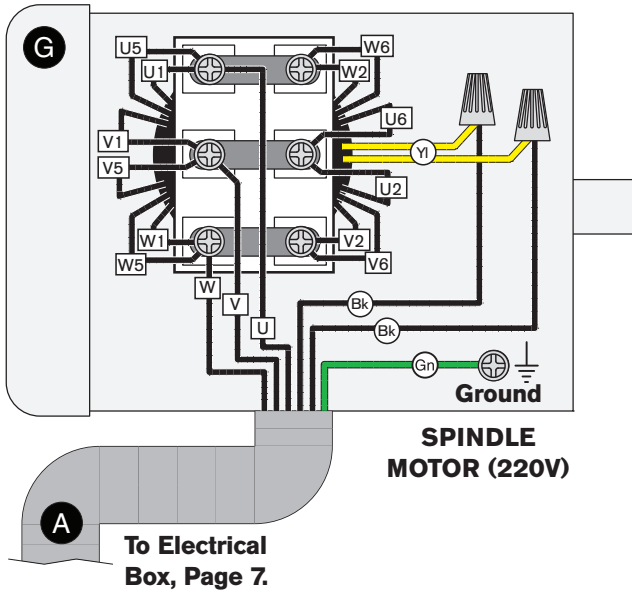 G
U5
W6
U1
W2
V1
U6
Yl
V5
U2
W1
V2
W5
V6
W
V
U
Bk
Bk
Gn
Ground
SPINDLE
MOTOR (220V)
A
To Electrical
Box, Page 7.